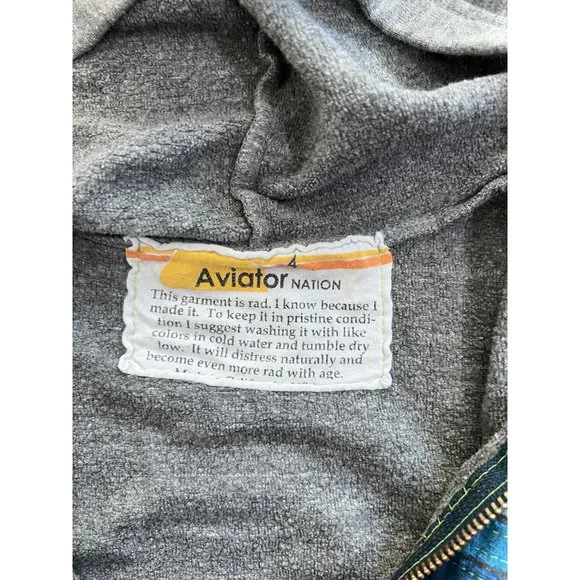 4
Aviator NATION
This garment is rad. I know because I
made it. To keep it in pristine condi-
tion I suggest washing it with like
colors in cold water and tumble dry
low. It will distress naturally and
become even more rad with age.